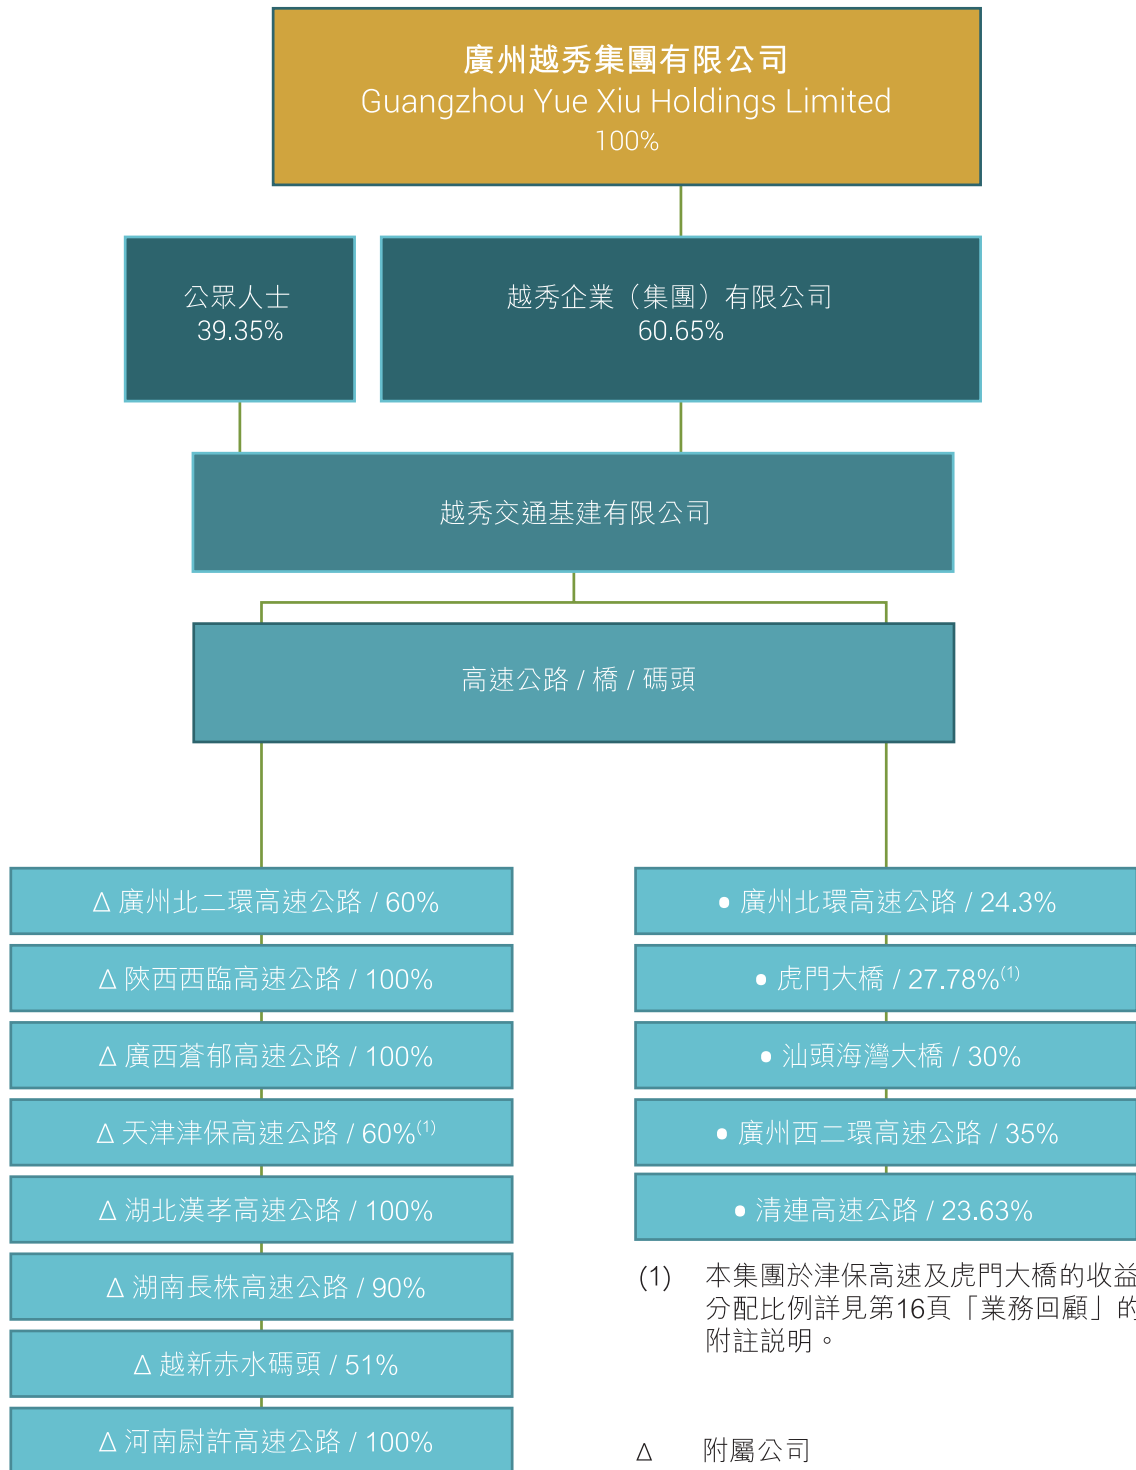 廣州越秀集團有限公司
Guangzhou Yue Xiu Holdings Limited
100%
公眾人士
39.35%
越秀企業（集團）有限公司
60.65%
越秀交通基建有限公司
高速公路 / 橋 / 碼頭
Δ 廣州北二環高速公路 / 60%
Δ 陝西西臨高速公路 / 100%
Δ 廣西蒼郁高速公路 / 100%
Δ 天津津保高速公路 / 60%(1)
Δ 湖北漢孝高速公路 / 100%
Δ 湖南長株高速公路 / 90%
Δ 越新赤水碼頭 / 51%
Δ 河南尉許高速公路 / 100%
• 廣州北環高速公路 / 24.3%
• 虎門大橋 / 27.78%(1)
• 汕頭海灣大橋 / 30%
• 廣州西二環高速公路 / 35%
• 清連高速公路 / 23.63%
(1) 本集團於津保高速及虎門大橋的收益
分配比例詳見第16頁「業務回顧」的
附註説明。
Δ 附屬公司